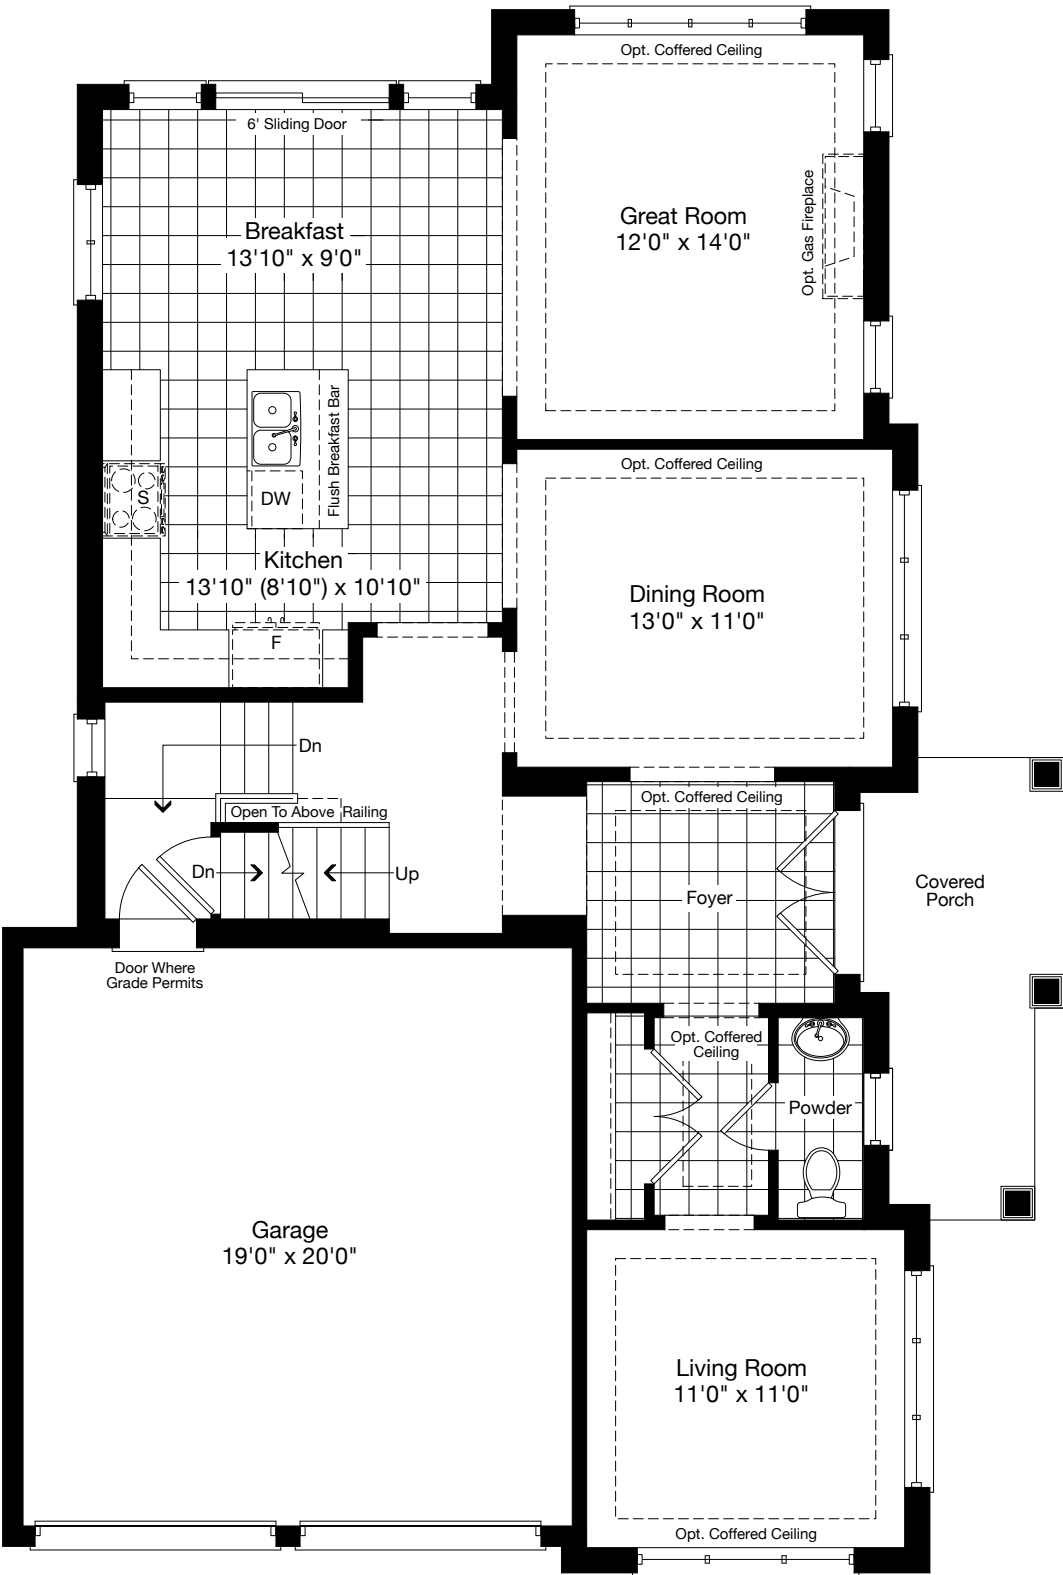 Opt. Coffered Ceiling
6' Sliding Door
Great Room
12'0" x 14'0"
Opt. Gas Fireplace
Breakfast
13'10" x 9'0"
Flush Breakfast Bar
S
DW
Opt. Coffered Ceiling
Kitchen
13'10" (8'10") x 10'10"
F
Dining Room
13'0" x 11'0"
Dn
Open To Above
Railing
Opt. Coffered Ceiling
Dn
Up
Foyer
Covered
Porch
Door Where
Grade Permits
Opt. Coffered
Ceiling
Powder
Garage
19'0" x 20'0"
Living Room
11'0" x 11'0"
Opt. Coffered Ceiling